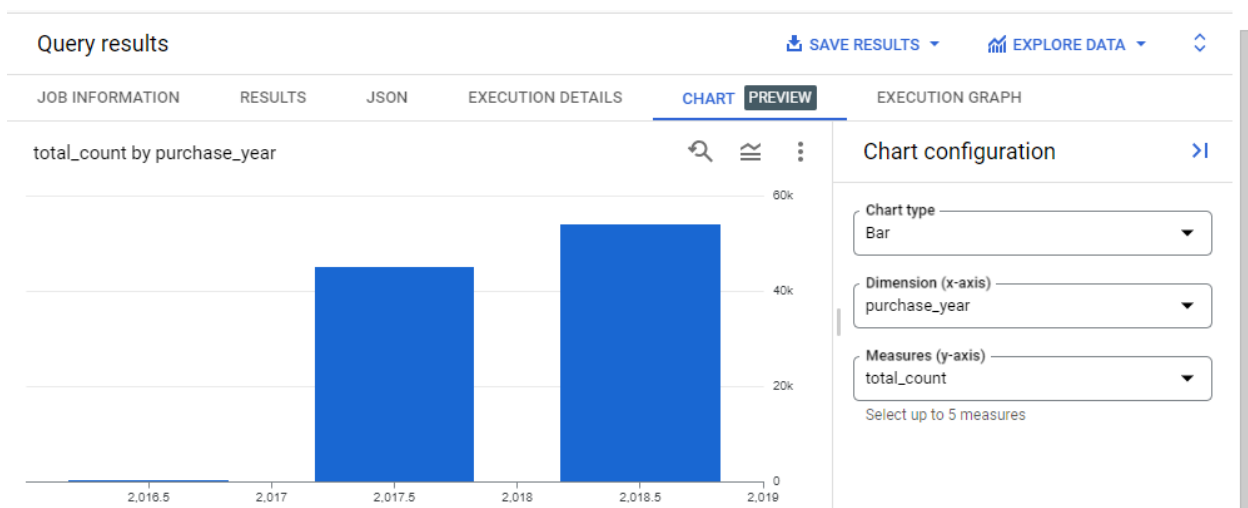 Query results
SAVE RESULTS
EXPLORE DATA
JOB INFORMATION
RESULTS
JSON
EXECUTION DETAILS
CHART PREVIEW
EXECUTION GRAPH
total_count by purchase_year
60k
40k
20k
0
2,016.5
2,017
2,017.5
2,018
2,018.5
2,019
Chart configuration
Chart type
Bar
Dimension (x-axis)
purchase_year
Measures (y-axis)
total_count
Select up to 5 measures